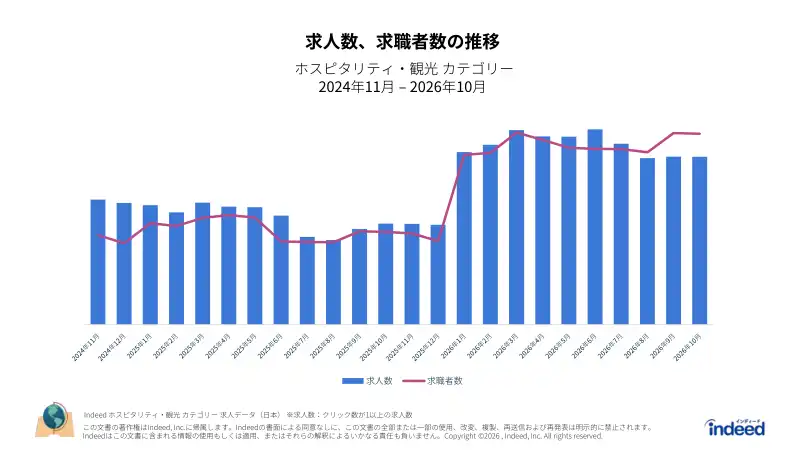 求人数、求職者数の推移
ホスピタリティ・観光 カテゴリー
2024年11月 – 2026年10月
2024年11月
2024年12月
2025年1月
2025年2月
2025年3月
2025年4月
2025年5月
2025年6月
2025年7月
2025年8月
2025年9月
2025年10月
2025年11月
2025年12月
2026年1月
2026年2月
2026年3月
2026年4月
2026年5月
2026年6月
2026年7月
2026年8月
2026年9月
2026年10月
求人数 求職者数
Indeed ホスピタリティ・観光 カテゴリー 求人データ（日本） ※求人数：クリック数が1以上の求人数
この文書の著作権はIndeed, Inc.に帰属します。Indeedの書面による同意なしに、この文書の全部または一部の使用、改変、複製、再送信および再発表は明示的に禁止されます。
Indeedはこの文書に含まれる情報の使用もしくは適用、またはそれらの解釈によるいかなる責任も負いません。Copyright ©2026 , Indeed, Inc. All rights reserved.
インディード
indeed